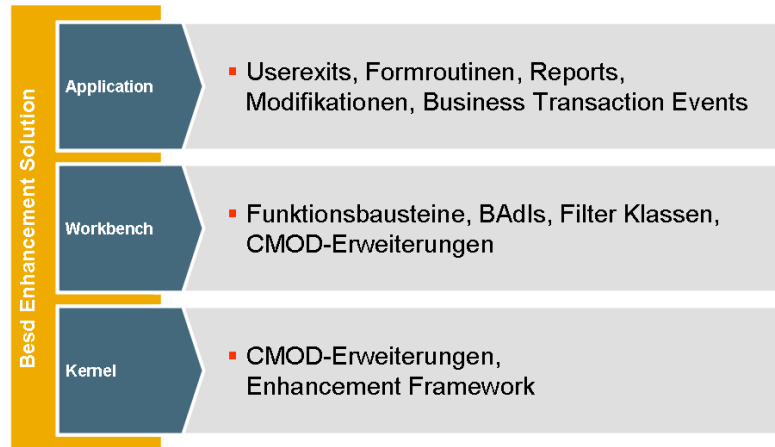 Besd Enhancement Solution
Application
▪ Userexits, Formroutinen, Reports,
Modifikationen, Business Transaction Events
Workbench
▪ Funktionsbausteine, BAdIs, Filter Klassen,
CMOD-Erweiterungen
Kernel
▪ CMOD-Erweiterungen,
Enhancement Framework